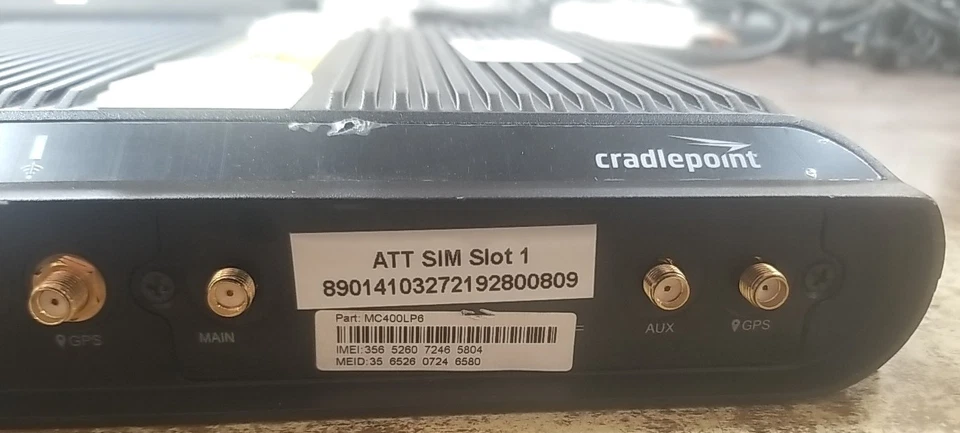 cradlepoint
ATT SIM Slot 1
89014103272192800809
Part: MC400LP6
IMEI:356 5260 7246 5804
MEID:35 6526 0724 6580
GPS
MAIN
AUX
GPS